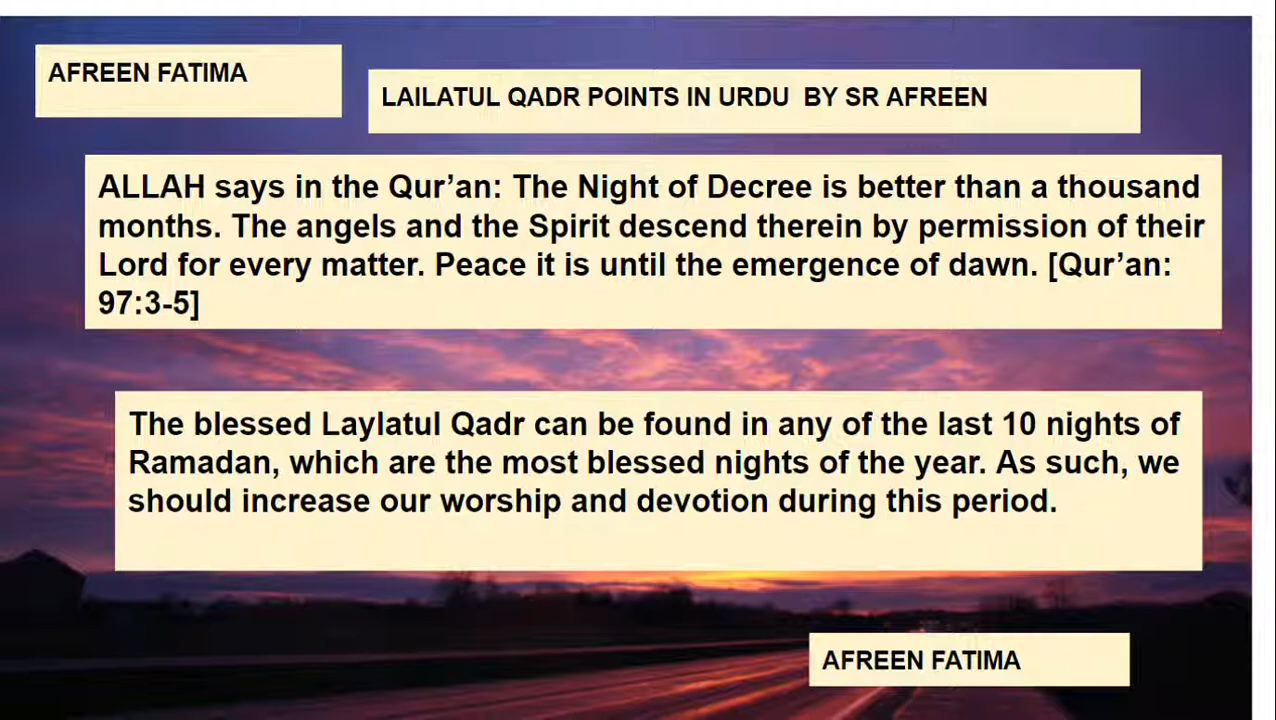 AFREEN FATIMA
LAILATUL QADR POINTS IN URDU  BY SR AFREEN
ALLAH says in the Qur’an: The Night of Decree is better than a thousand
months. The angels and the Spirit descend therein by permission of their
Lord for every matter. Peace it is until the emergence of dawn. [Qur’an:
97:3-5]
The blessed Laylatul Qadr can be found in any of the last 10 nights of
Ramadan, which are the most blessed nights of the year. As such, we
should increase our worship and devotion during this period.
AFREEN FATIMA